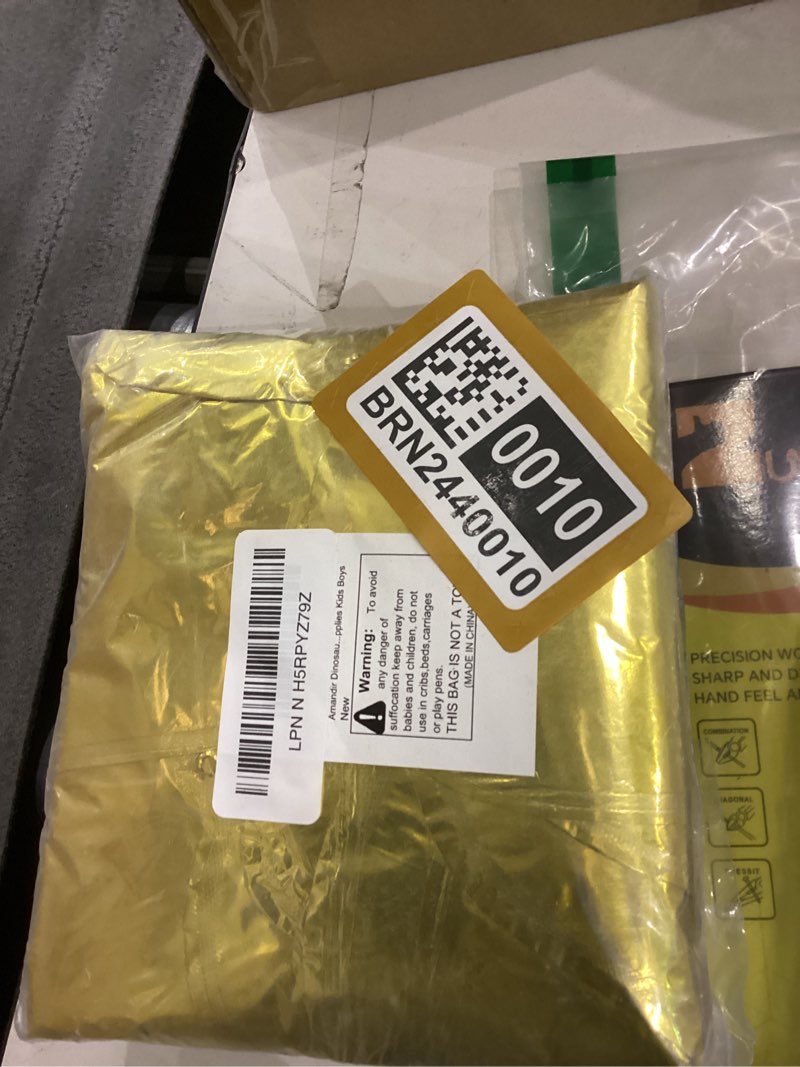 0010
BRN2440010
LPN N H5RPYZ79Z
Amandir Dinosau...pplies Kids Boys
New
Warning: To avoid
any danger of
suffocation keep away from
babies and children, do not
use in cribs,beds,carriages
or play pens.
THIS BAG IS NOT A TO
(MADE IN CHINA
PRECISION WO
SHARP AND D
HAND FEEL A
COMBINATION
AGONAL